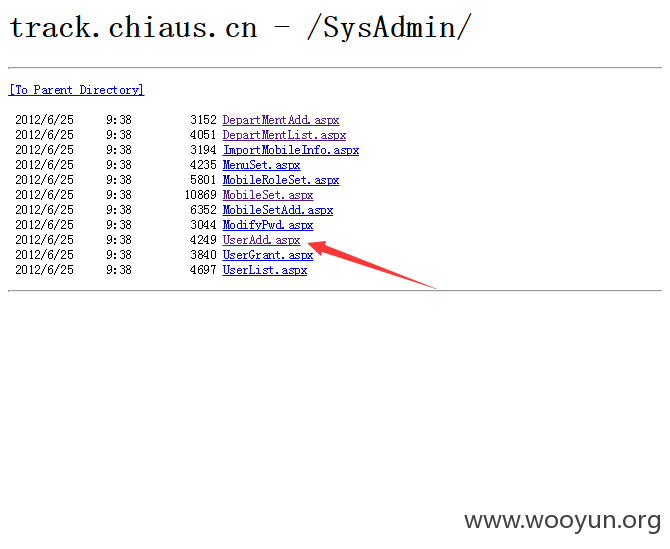 track.chiaus.cn - /SysAdmin/
[To Parent Directory]
2012/6/25 9:38 3152 DepartMentAdd.aspx
2012/6/25 9:38 4051 DepartMentList.aspx
2012/6/25 9:38 3194 ImportMobileInfo.aspx
2012/6/25 9:38 4235 MenuSet.aspx
2012/6/25 9:38 5801 MobileRoleSet.aspx
2012/6/25 9:38 10869 MobileSet.aspx
2012/6/25 9:38 6352 MobileSetAdd.aspx
2012/6/25 9:38 3044 ModifyPwd.aspx
2012/6/25 9:38 4249 UserAdd.aspx
2012/6/25 9:38 3840 UserGrant.aspx
2012/6/25 9:38 4697 UserList.aspx
www.wooyun.org